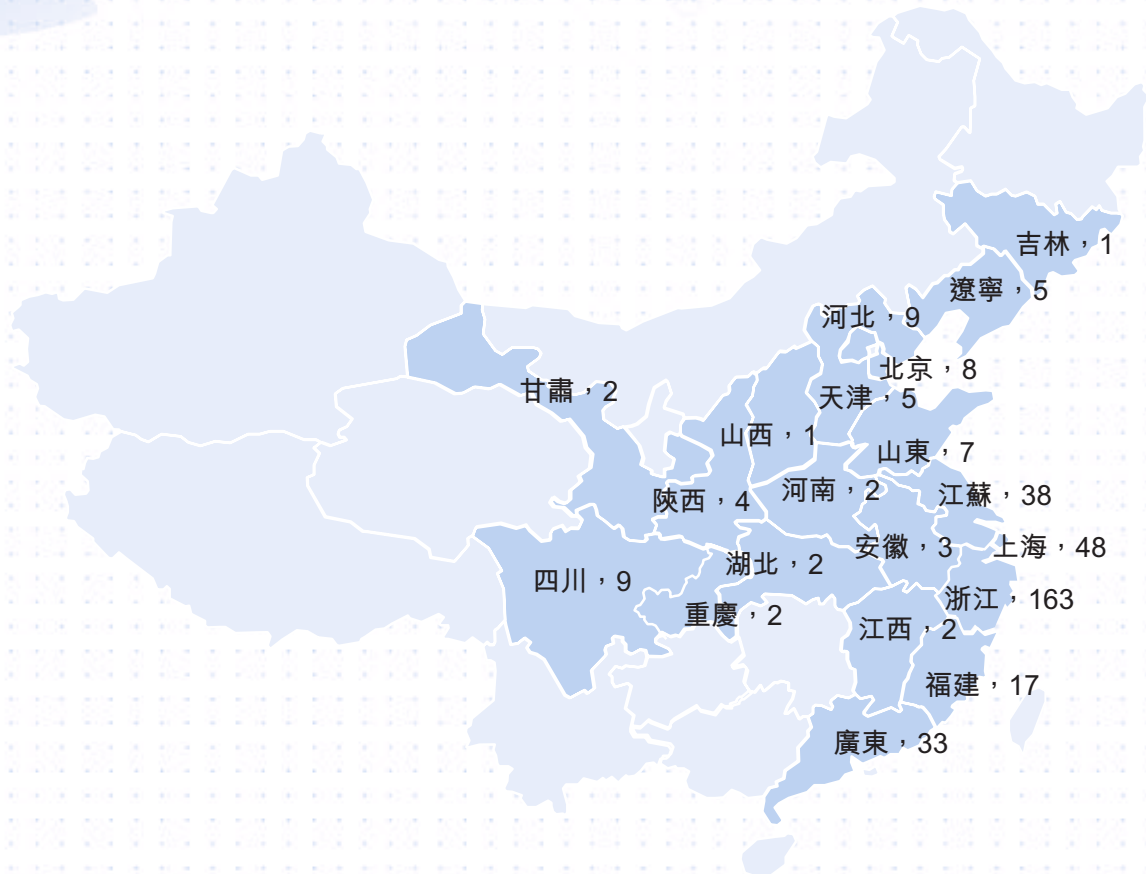 吉林，1
遼寧，5
河北，9
北京，8
甘肅，2
天津，5
山西，1
山東，7
陝西，4
河南，2
江蘇，38
安徽，3
上海，48
湖北，2
四川，9
浙江，163
重慶，2
江西，2
福建，17
廣東，33